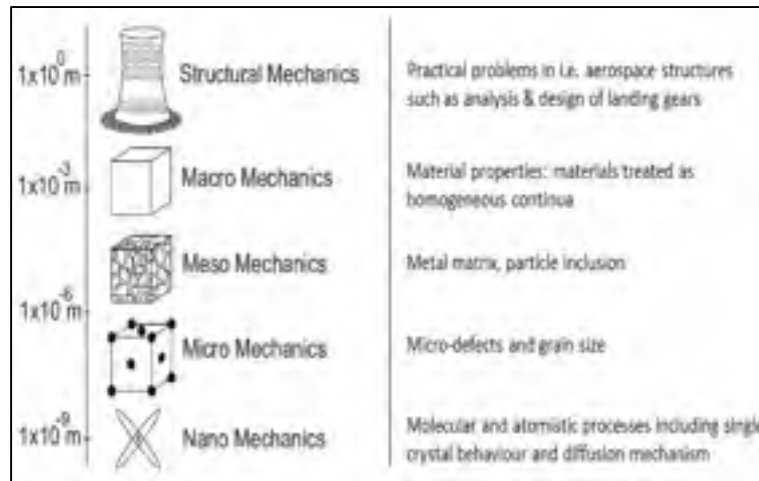 1x10⁰ m
Structural Mechanics
Practical problems in i.e. aerospace structures
such as analysis & design of landing gears
1x10⁻³ m
Macro Mechanics
Material properties: materials treated as
homogeneous continua
Meso Mechanics
Metal matrix, particle inclusion
1x10⁻⁶ m
Micro Mechanics
Micro-defects and grain size
1x10⁻⁹ m
Nano Mechanics
Molecular and atomistic processes including single
crystal behaviour and diffusion mechanism